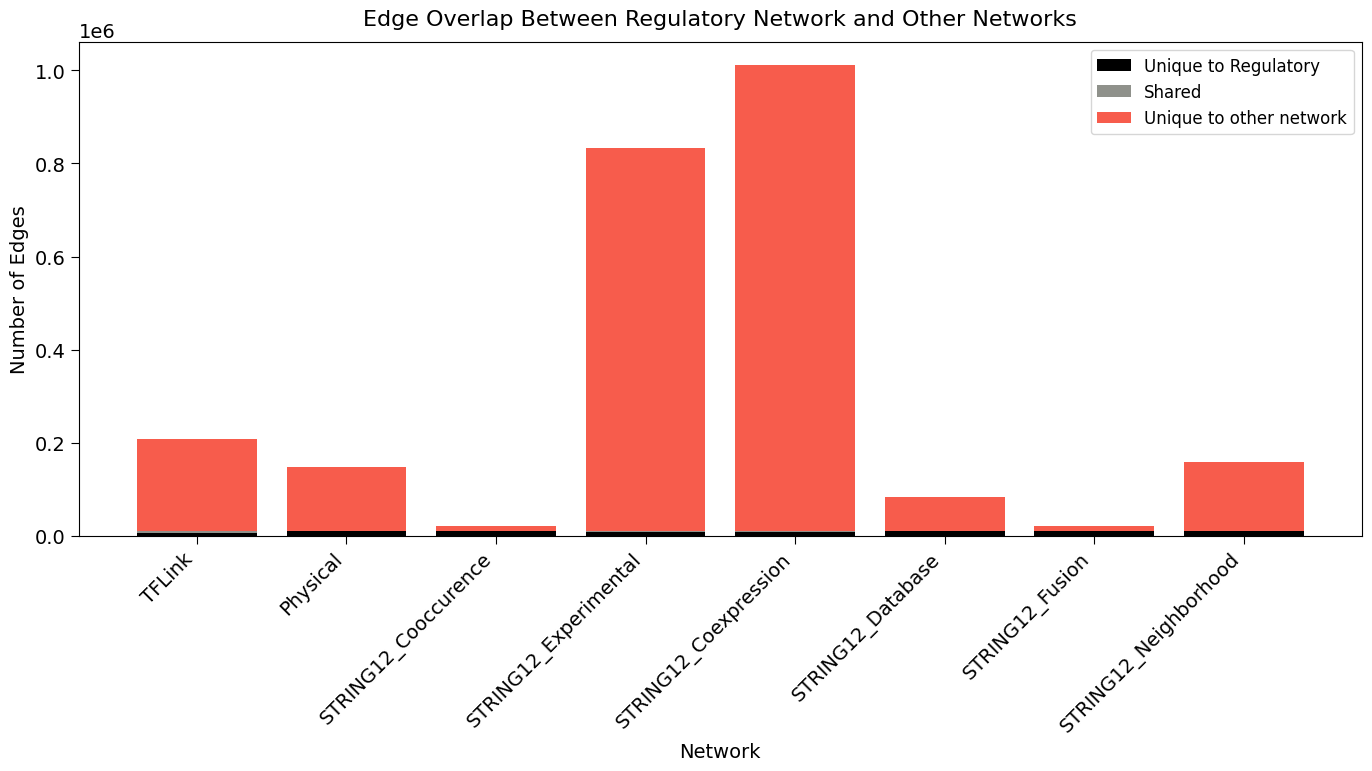 Edge Overlap Between Regulatory Network and Other Networks
1e6
1.0
0.8
0.6
0.4
0.2
0.0
Number of Edges
Unique to Regulatory
Shared
Unique to other network
TFLink
Physical
STRING12_Cooccurence
STRING12_Experimental
STRING12_Coexpression
STRING12_Database
STRING12_Fusion
STRING12_Neighborhood
Network